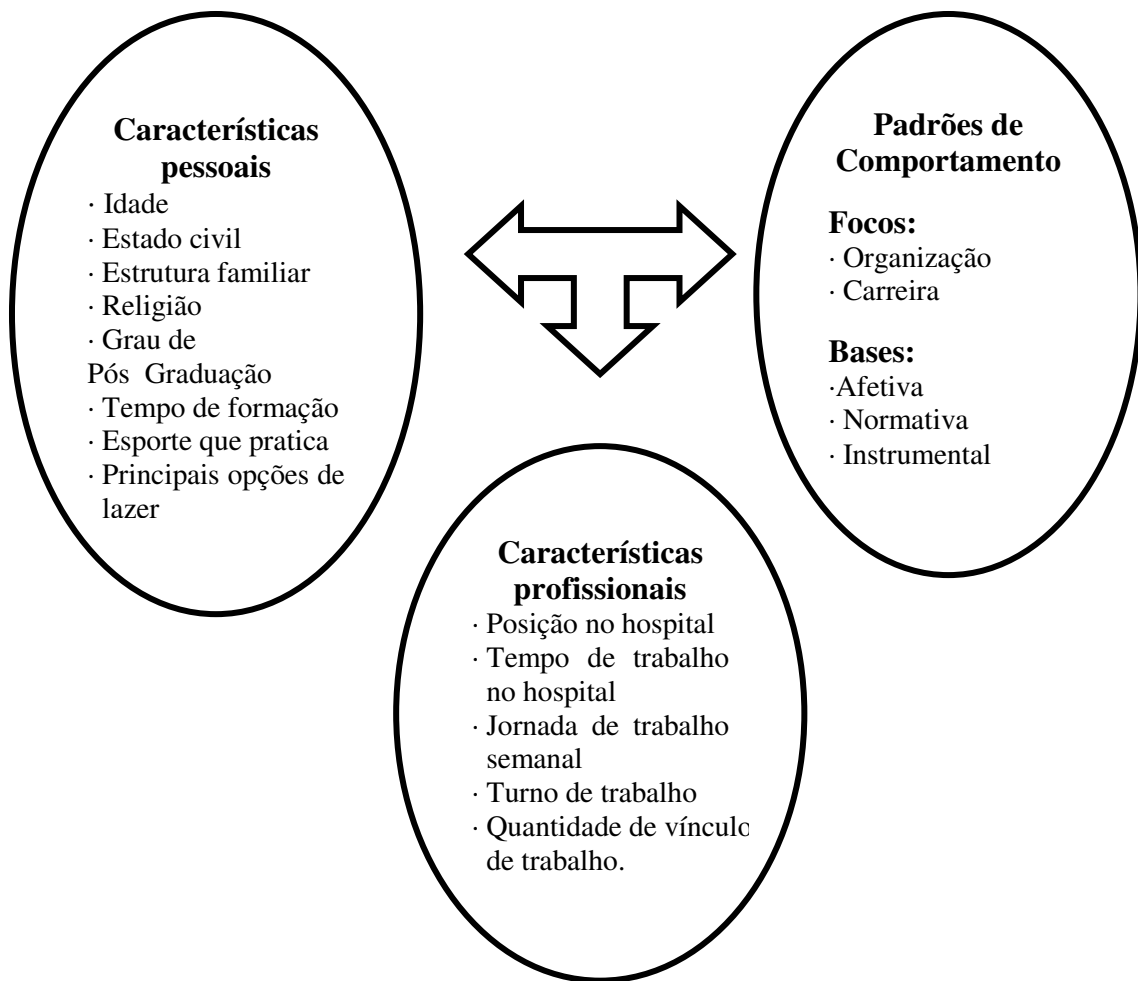 Características
pessoais
· Idade
· Estado civil
· Estrutura familiar
· Religião
· Grau de
Pós Graduação
· Tempo de formação
· Esporte que pratica
· Principais opções de
lazer
Padrões de
Comportamento
Focos:
· Organização
· Carreira
Bases:
·Afetiva
· Normativa
· Instrumental
Características
profissionais
· Posição no hospital
· Tempo de trabalho
no hospital
· Jornada de trabalho
semanal
· Turno de trabalho
· Quantidade de vínculo
de trabalho.